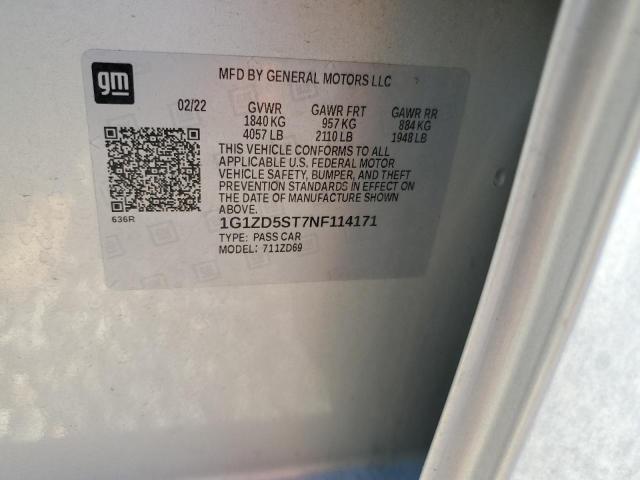 gm
MFD BY GENERAL MOTORS LLC
02/22 GVWR GAWR FRT GAWR RR
1840 KG 957 KG 884 KG
4057 LB 2110 LB 1948 LB
THIS VEHICLE CONFORMS TO ALL
APPLICABLE U.S. FEDERAL MOTOR
VEHICLE SAFETY, BUMPER, AND THEFT
PREVENTION STANDARDS IN EFFECT ON
THE DATE OF MANUFACTURE SHOWN
ABOVE.
636R
1G1ZD5ST7NF114171
TYPE: PASS CAR
MODEL: 711ZD69